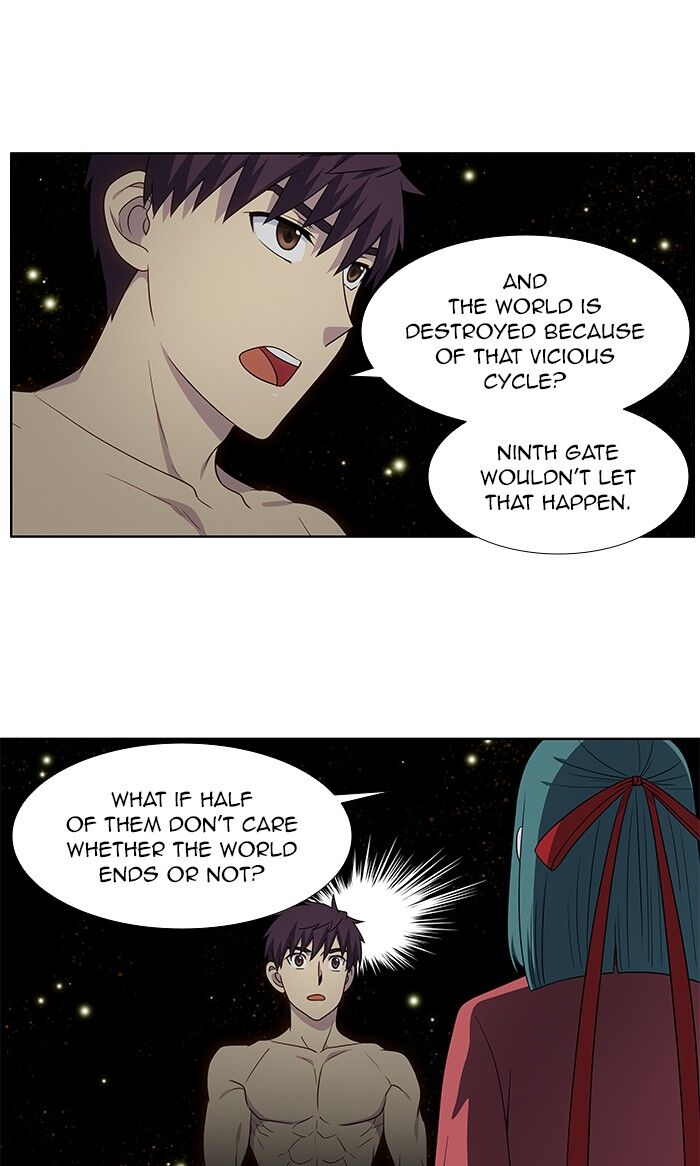 AND
THE WORLD IS
DESTROYED BECAUSE
OF THAT VICIOUS
CYCLE?
NINTH GATE
WOULDN'T LET
THAT HAPPEN.
WHAT IF HALF
OF THEM DON'T CARE
WHETHER THE WORLD
ENDS OR NOT?